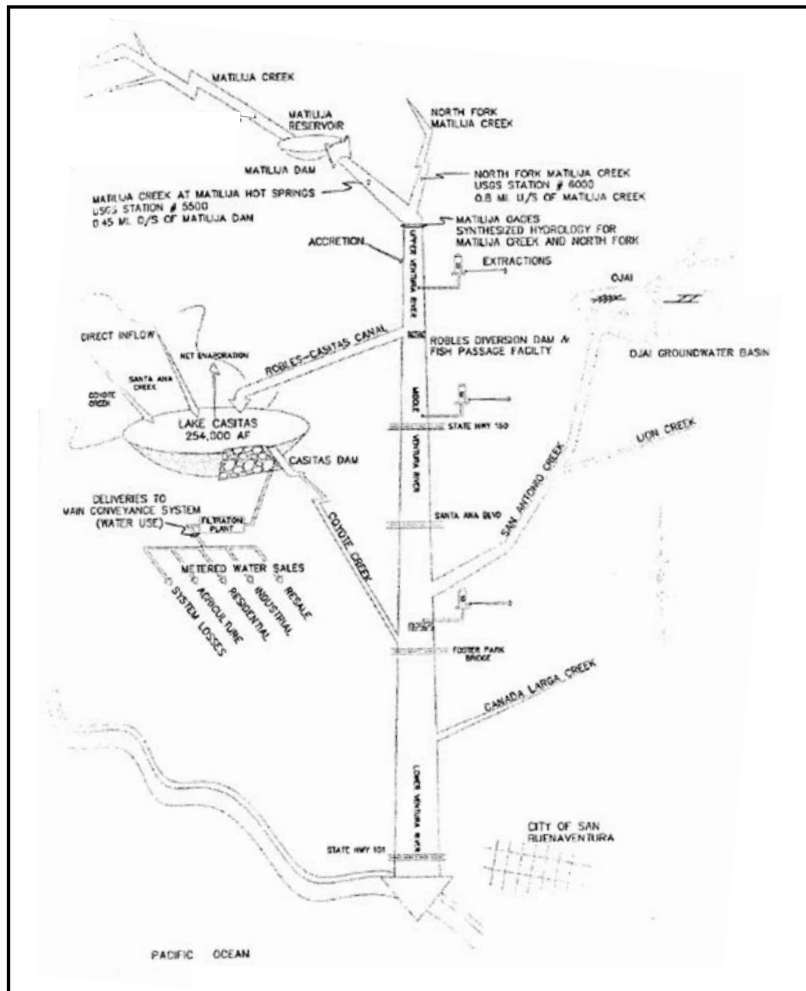 MATILIJA CREEK
MATILIJA
RESERVOIR
NORTH FORK
MATILIJA CREEK
MATILIJA DAM
NORTH FORK MATILIJA CREEK
USGS STATION # 6000
0.8 MI. U/S OF MATILIJA CREEK
MATILIJA CREEK AT MATILIJA HOT SPRINGS
USGS STATION # 5500
0.45 MI. D/S OF MATILIJA DAM
MATILIJA GAGES
SYNTHESIZED HYDROLOGY FOR
MATILIJA CREEK AND NORTH FORK
ACCRETION
UPPER VENTURA RIVER
EXTRACTIONS
OJAI
OJAI GROUNDWATER BASIN
DIRECT INFLOW
NET EVAPORATION
ROBLES-CASITAS CANAL
ROBLES DIVERSION DAM &
FISH PASSAGE FACILTY
SANTA ANA
CREEK
COYOTE
CREEK
LAKE CASITAS
254,000 AF
CASITAS DAM
MIDDLE
VENTURA RIVER
STATE HWY 150
LION CREEK
SAN ANTONIO CREEK
DELIVERIES TO
MAIN CONVEYANCE SYSTEM
(WATER USE)
FILTRATION
PLANT
COYOTE CREEK
SANTA ANA BLVD
METERED WATER SALES
SYSTEM LOSSES
AGRICULTURE
RESIDENTIAL
INDUSTRIAL
RESALE
FOSTER PARK
BRIDGE
CANADA LARGA CREEK
LOWER VENTURA RIVER
STATE HWY 101
CITY OF SAN
BUENAVENTURA
PACIFIC OCEAN